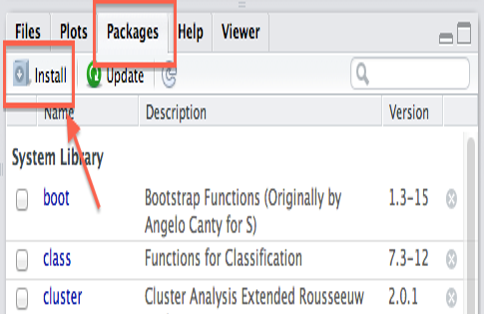 Files Plots Packages Help Viewer
Install Update
Name Description Version
System Library
boot Bootstrap Functions (Originally by 1.3-15
Angelo Canty for S)
class Functions for Classification 7.3-12
cluster Cluster Analysis Extended Rousseeuw 2.0.1